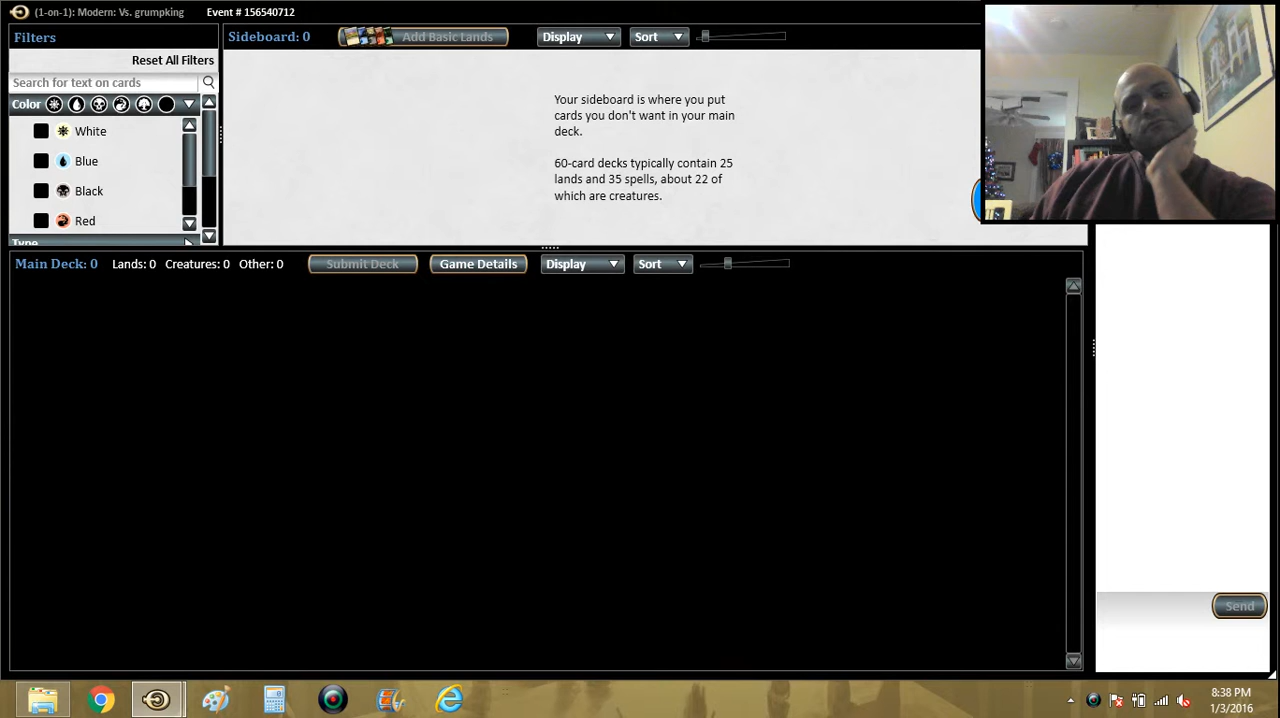 (1-on-1): Modern: Vs. grumpking Event # 156540712
Filters
Reset All Filters
Search for text on cards
Color
White
Blue
Black
Red
Type
Sideboard: 0 Add Basic Lands Display Sort
Your sideboard is where you put
cards you don't want in your main
deck.
60-card decks typically contain 25
lands and 35 spells, about 22 of
which are creatures.
Main Deck: 0 Lands: 0 Creatures: 0 Other: 0 Submit Deck Game Details Display Sort
Send
8:38 PM
1/3/2016